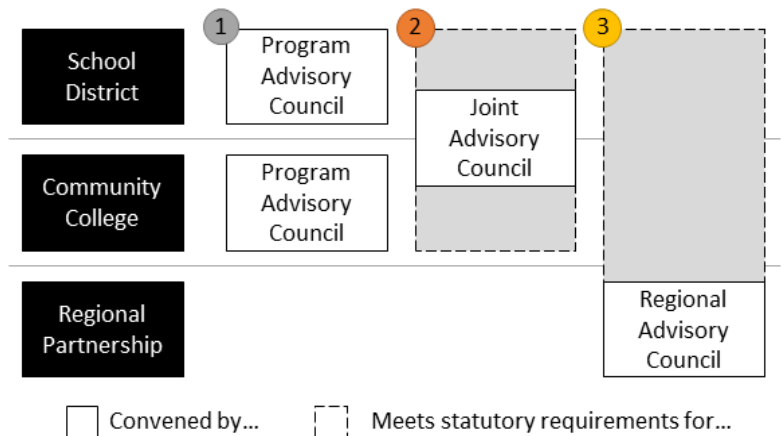 1
2
3
School
District
Program
Advisory
Council
Joint
Advisory
Council
Community
College
Program
Advisory
Council
Regional
Partnership
Regional
Advisory
Council
Convened by...
Meets statutory requirements for...